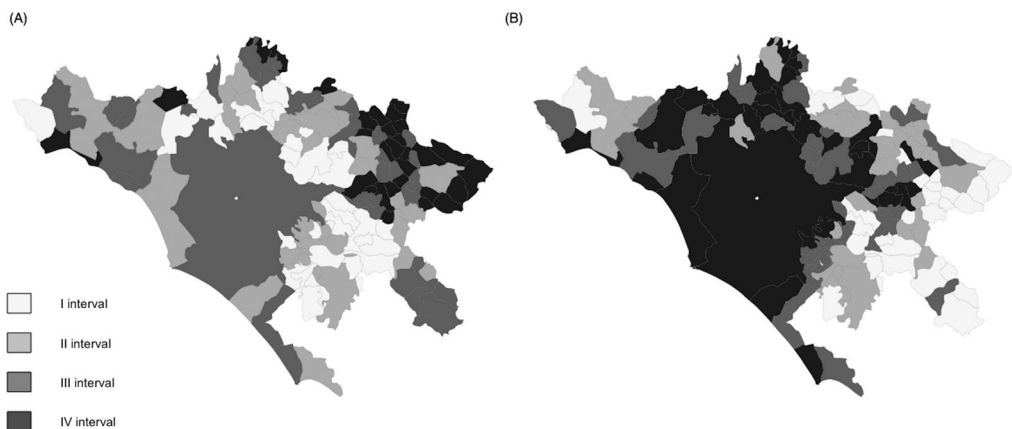 (A)
(B)
I interval
II interval
III interval
IV interval